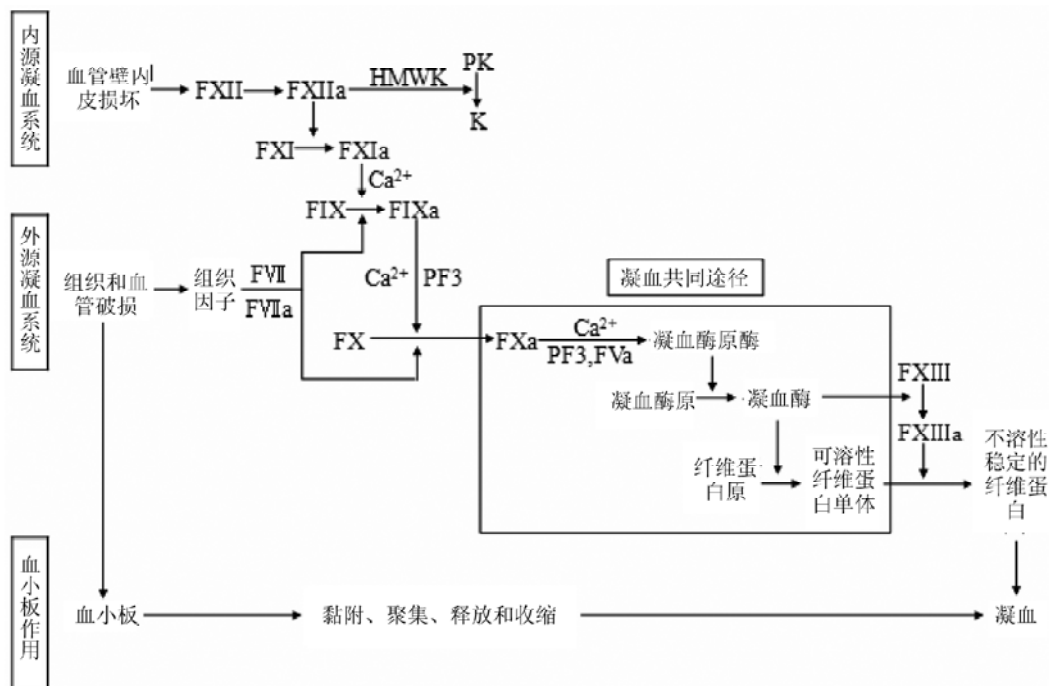 内源凝血系统
血管壁内
皮损坏
FXII
FXIIa
HMWK
PK
K
FXI
FXIa
Ca²⁺
FIX
FIXa
外源凝血系统
组织和血
管破损
组织
因子
FVII
FVIIa
Ca²⁺
PF3
FX
凝血共同途径
FXa
Ca²⁺
PF3,FVa
凝血酶原酶
凝血酶原
凝血酶
FXIII
FXIIIa
纤维蛋
白原
可溶性
纤维蛋
白单体
不溶性
稳定的
纤维蛋
白
血小板作用
血小板
黏附、聚集、释放和收缩
凝血